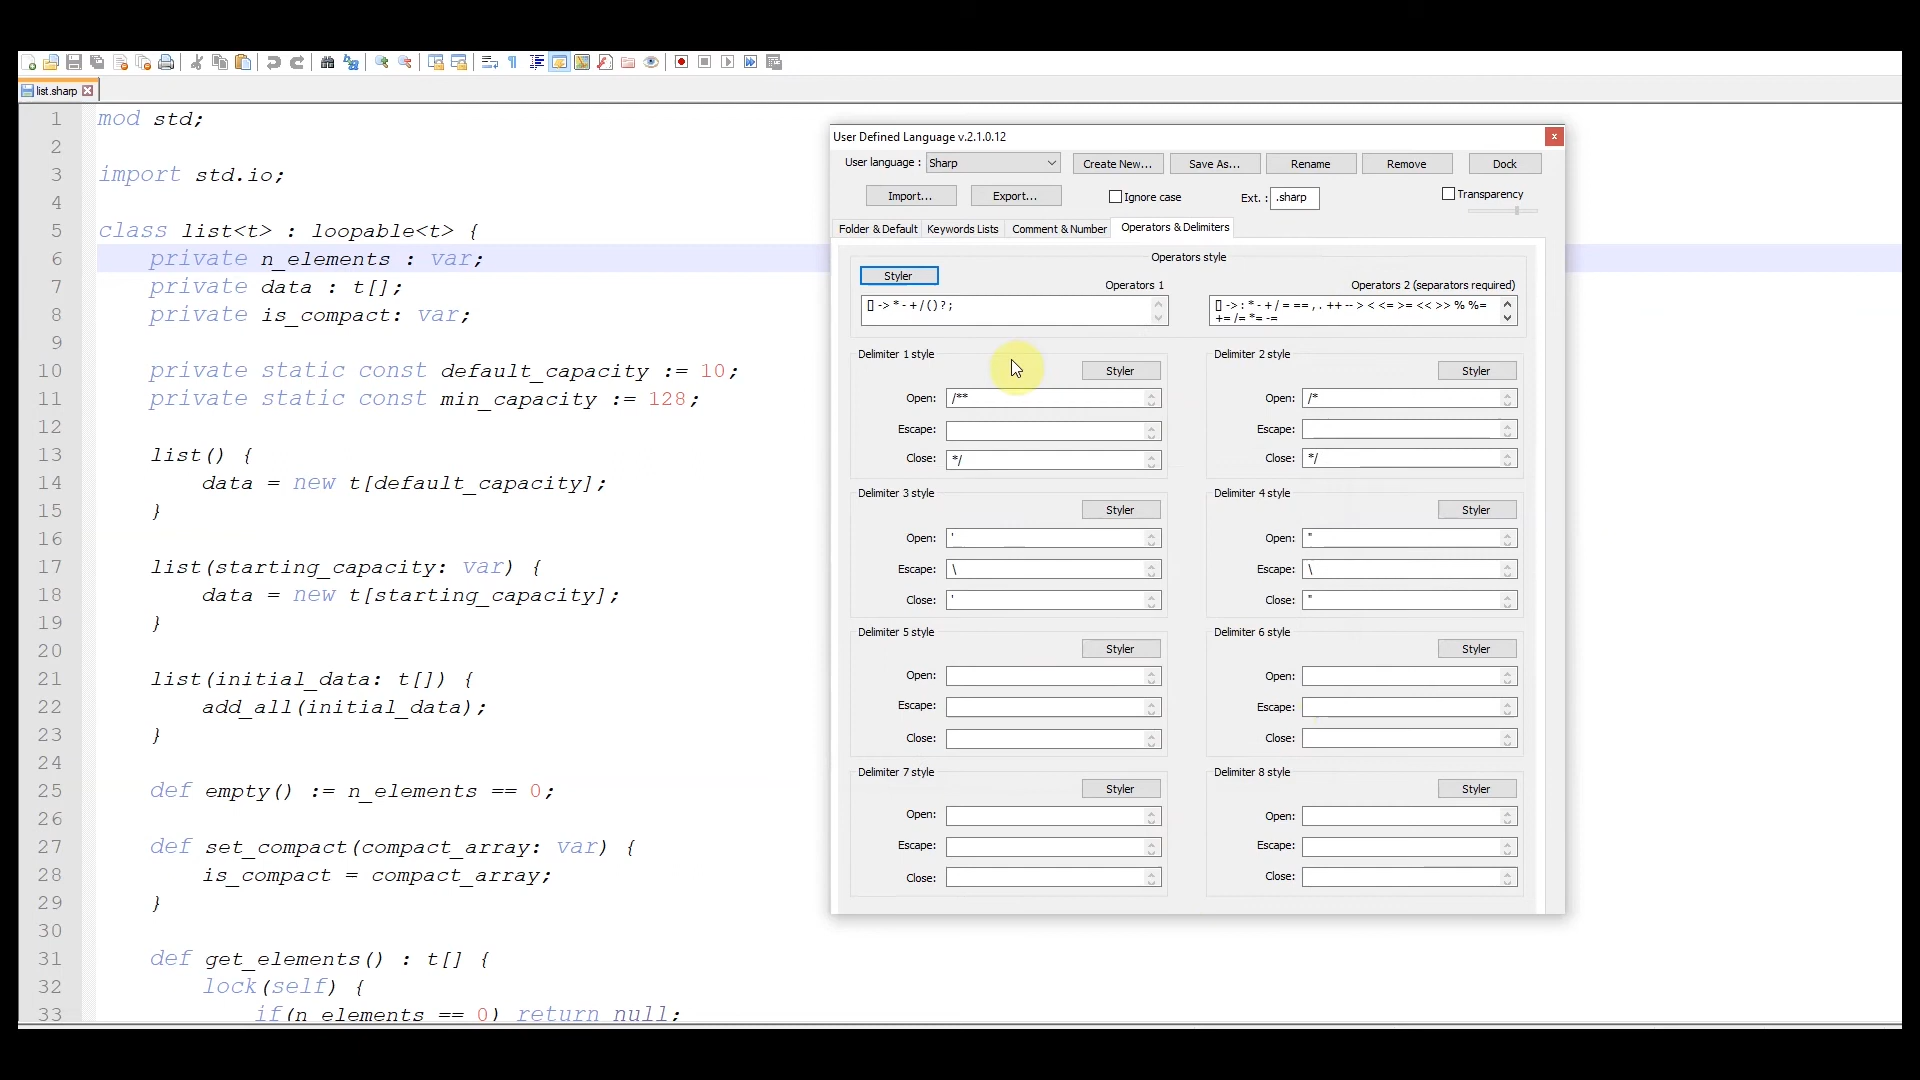 list.sharp
1 mod std;
2
3 import std.io;
4
5 class list<t> : loopable<t> {
6 private n_elements : var;
7 private data : t[];
8 private is_compact: var;
9
10 private static const default_capacity := 10;
11 private static const min_capacity := 128;
12
13 list() {
14 data = new t[default_capacity];
15 }
16
17 list(starting_capacity: var) {
18 data = new t[starting_capacity];
19 }
20
21 list(initial_data: t[]) {
22 add_all(initial_data);
23 }
24
25 def empty() := n_elements == 0;
26
27 def set_compact(compact_array: var) {
28 is_compact = compact_array;
29 }
30
31 def get_elements() : t[] {
32 lock(self) {
33 if(n_elements == 0) return null;
User Defined Language v.2.1.0.12
User language : Sharp Create New... Save As... Rename Remove Dock
Import... Export... Ignore case Ext. : .sharp Transparency
Folder & Default Keywords Lists Comment & Number Operators & Delimiters
Operators style
Styler
Operators 1 Operators 2 (separators required)
[] -> * - + / ( ) ? ; [] -> : * - + / = == , . ++ -- > < <= >= << >> % %=
+= /= *= -=
Delimiter 1 style Delimiter 2 style
Styler Styler
Open: /** Open: /*
Escape: Escape:
Close: */ Close: */
Delimiter 3 style Delimiter 4 style
Styler Styler
Open: ' Open: "
Escape: \ Escape: \
Close: ' Close: "
Delimiter 5 style Delimiter 6 style
Styler Styler
Open: Open:
Escape: Escape:
Close: Close:
Delimiter 7 style Delimiter 8 style
Styler Styler
Open: Open:
Escape: Escape:
Close: Close: